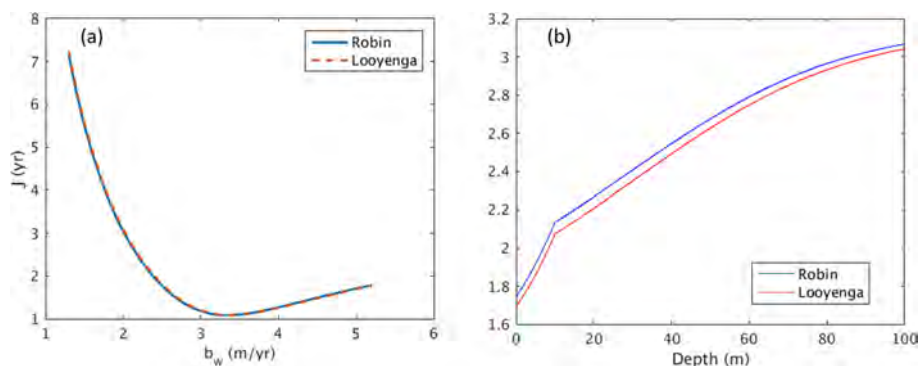 (a)
Robin
Looyenga
8
7
6
5
4
3
2
1
J (yr)
1 2 3 4 5 6
b_w (m/yr)
(b)
3.2
3
2.8
2.6
2.4
2.2
2
1.8
1.6
Robin
Looyenga
0 20 40 60 80 100
Depth (m)